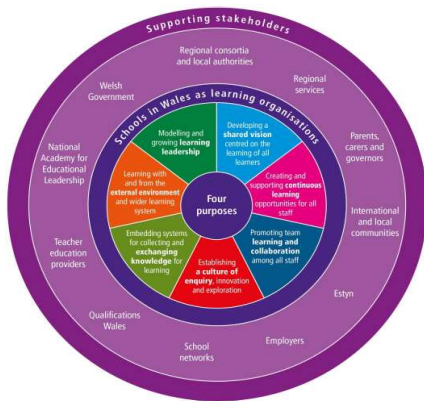 Supporting stakeholders
Regional consortia
and local authorities
Regional
services
Parents,
carers and
governors
International
and local
communities
Estyn
Employers
School
networks
Qualifications
Wales
Teacher
education
providers
National
Academy for
Educational
Leadership
Welsh
Government
Schools in Wales as learning organisations
Developing a
shared vision
centred on the
learning of all
learners
Creating and
supporting continuous
learning
opportunities for all
staff
Promoting team
learning and
collaboration
among all staff
Establishing
a culture of
enquiry, innovation
and exploration
Embedding systems
for collecting and
exchanging
knowledge for
learning
Learning with
and from the
external environment
and wider learning
system
Modelling and
growing learning
leadership
Four
purposes